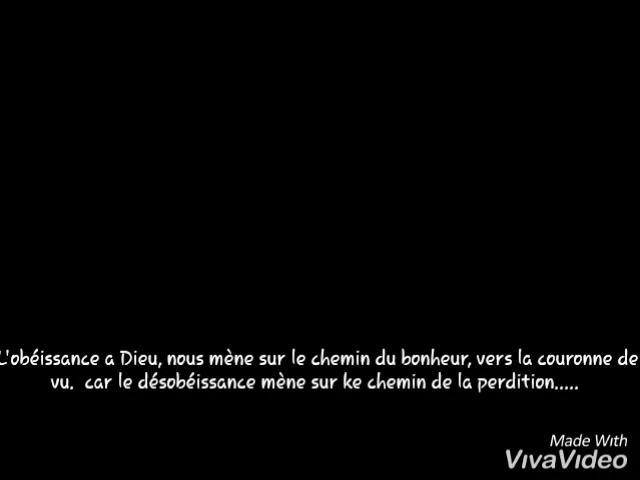 L'obéissance a Dieu, nous mène sur le chemin du bonheur, vers la couronne de
vu. car le désobéissance mène sur ke chemin de la perdition.....
Made With
VivaVideo